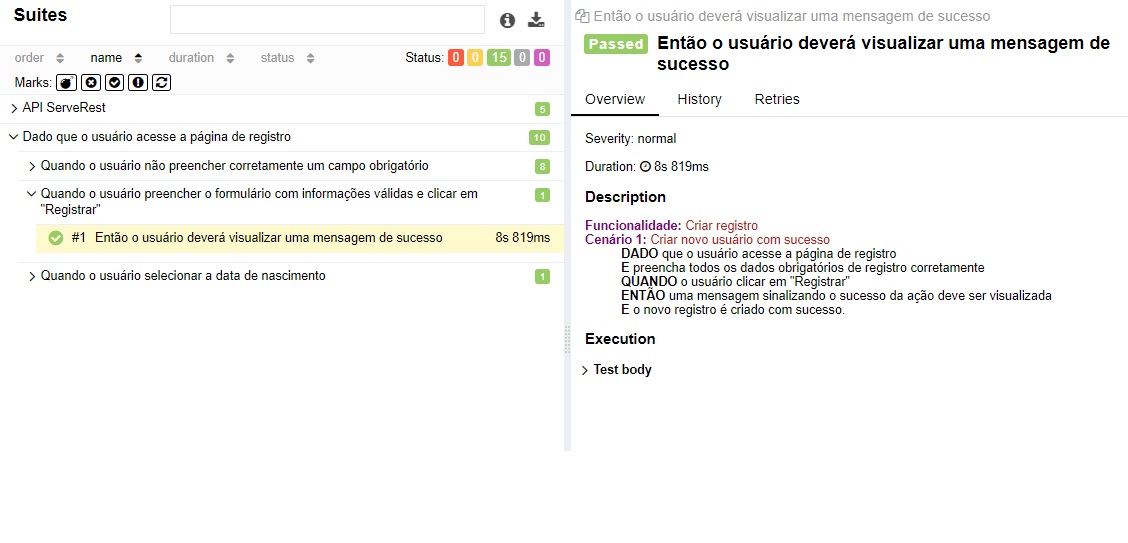 Suites
order name duration status Status: 0 0 15 0 0
Marks:
API ServeRest 5
Dado que o usuário acesse a página de registro 10
Quando o usuário não preencher corretamente um campo obrigatório 8
Quando o usuário preencher o formulário com informações válidas e clicar em
"Registrar" 1
#1 Então o usuário deverá visualizar uma mensagem de sucesso 8s 819ms
Quando o usuário selecionar a data de nascimento 1
Então o usuário deverá visualizar uma mensagem de sucesso
Passed Então o usuário deverá visualizar uma mensagem de
sucesso
Overview History Retries
Severity: normal
Duration: 8s 819ms
Description
Funcionalidade: Criar registro
Cenário 1: Criar novo usuário com sucesso
DADO que o usuário acesse a página de registro
E preencha todos os dados obrigatórios de registro corretamente
QUANDO o usuário clicar em "Registrar"
ENTÃO uma mensagem sinalizando o sucesso da ação deve ser visualizada
E o novo registro é criado com sucesso.
Execution
Test body